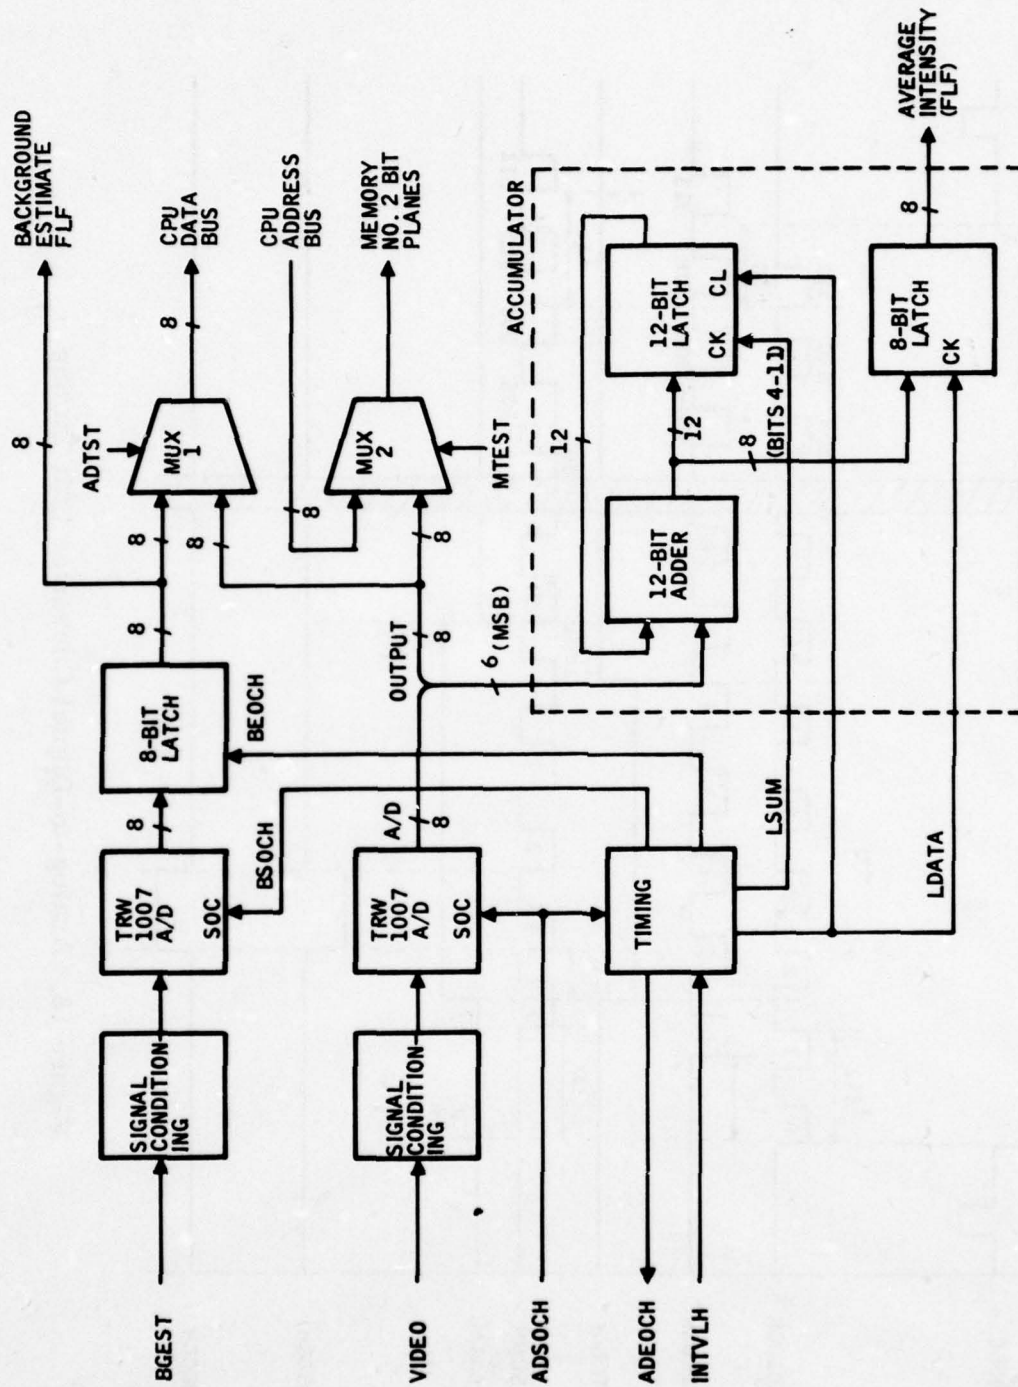 BGEST
VIDEO
ADSOCH
ADEOCH
INTVLH
SIGNAL
CONDITION-
ING
SIGNAL
CONDITION-
ING
TRW
1007
A/D
SOC
TRW
1007
A/D
SOC
TIMING
8
BSOCH
A/D
8
8-BIT
LATCH
BEOCH
OUTPUT
8
8
6 (MSB)
LSUM
LDATA
8
8
8
ADTST
MUX
1
8
8
MUX
2
MTEST
8
BACKGROUND
ESTIMATE
FLF
CPU
DATA
BUS
CPU
ADDRESS
BUS
MEMORY
NO. 2 BIT
PLANES
ACCUMULATOR
12
12-BIT
ADDER
12
8
(BITS 4-11)
12-BIT
LATCH
CK
CL
8-BIT
LATCH
CK
8
AVERAGE
INTENSITY
(FLF)